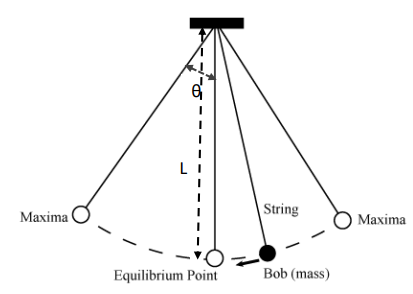 θ
L
String
Maxima
Maxima
Equilibrium Point
Bob (mass)